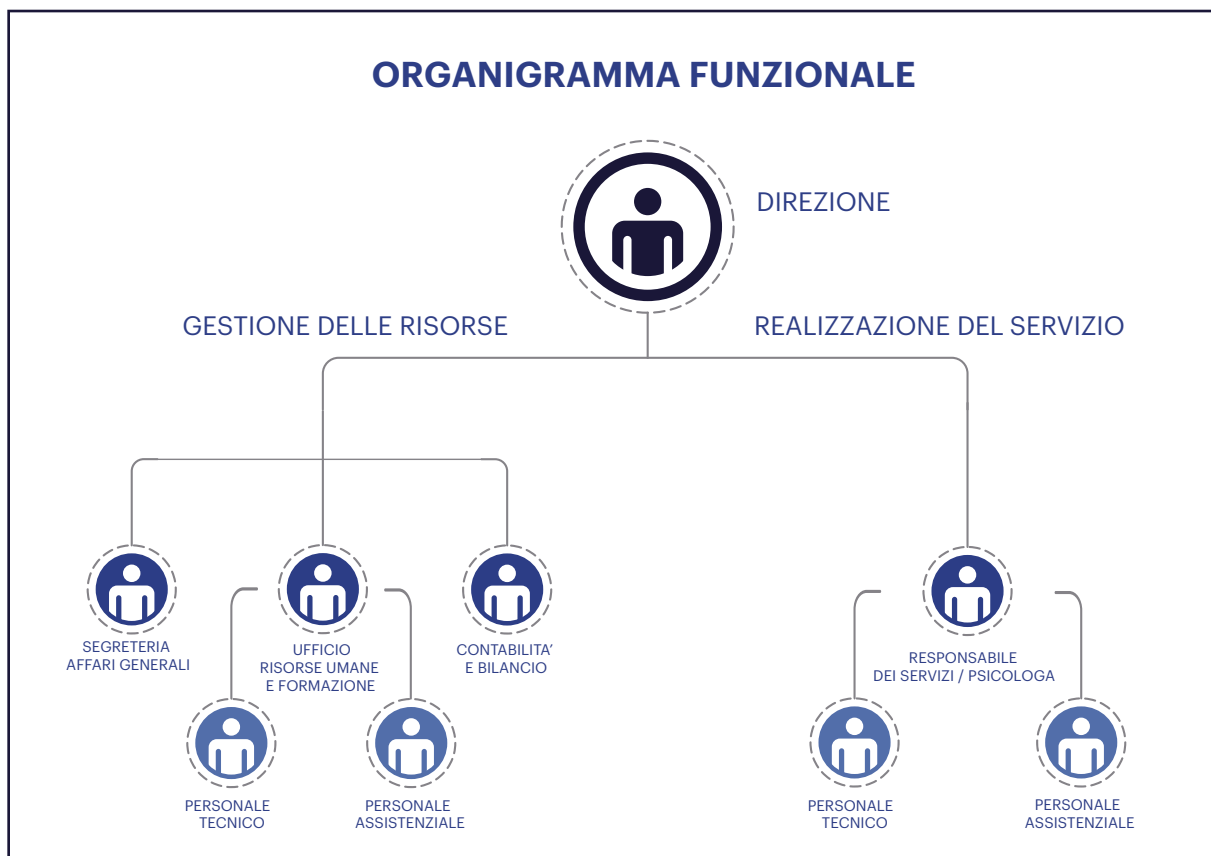 ORGANIGRAMMA FUNZIONALE
DIREZIONE
GESTIONE DELLE RISORSE
REALIZZAZIONE DEL SERVIZIO
SEGRETERIA
AFFARI GENERALI
UFFICIO
RISORSE UMANE
E FORMAZIONE
CONTABILITA’
E BILANCIO
RESPONSABILE
DEI SERVIZI / PSICOLOGA
PERSONALE
TECNICO
PERSONALE
ASSISTENZIALE
PERSONALE
TECNICO
PERSONALE
ASSISTENZIALE